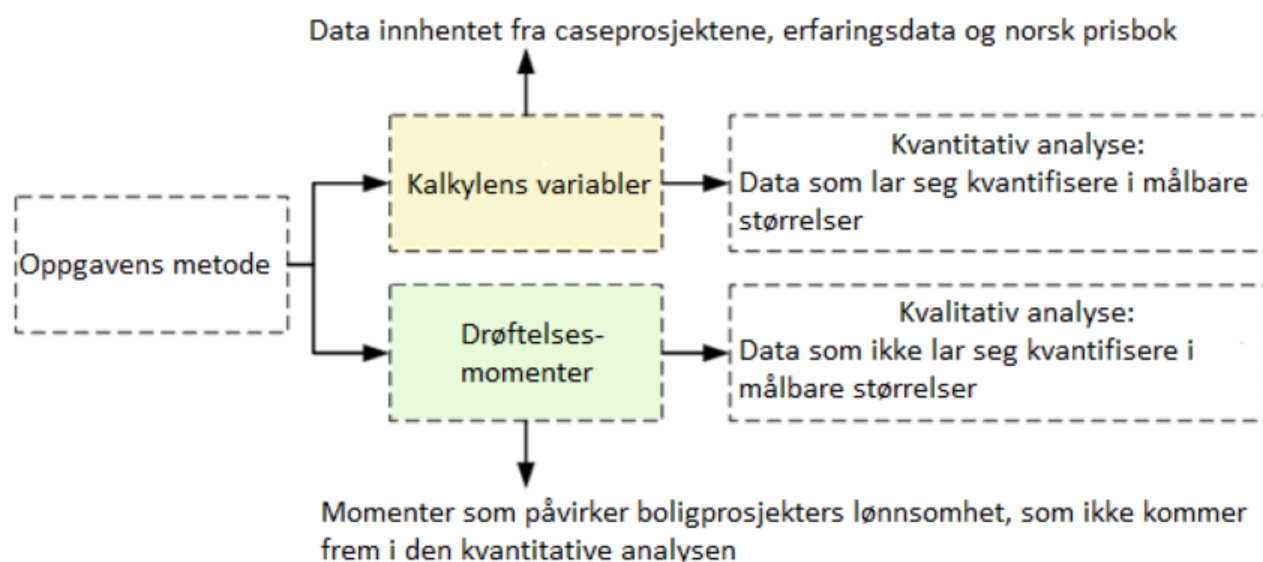 Data innhentet fra caseprosjektene, erfaringsdata og norsk prisbok
Kalkylens variabler
Kvantitativ analyse:
Data som lar seg kvantifisere i målbare
størrelser
Oppgavens metode
Drøftelses-
momenter
Kvalitativ analyse:
Data som ikke lar seg kvantifisere i
målbare størrelser
Momenter som påvirker boligprosjekters lønnsomhet, som ikke kommer
frem i den kvantitative analysen